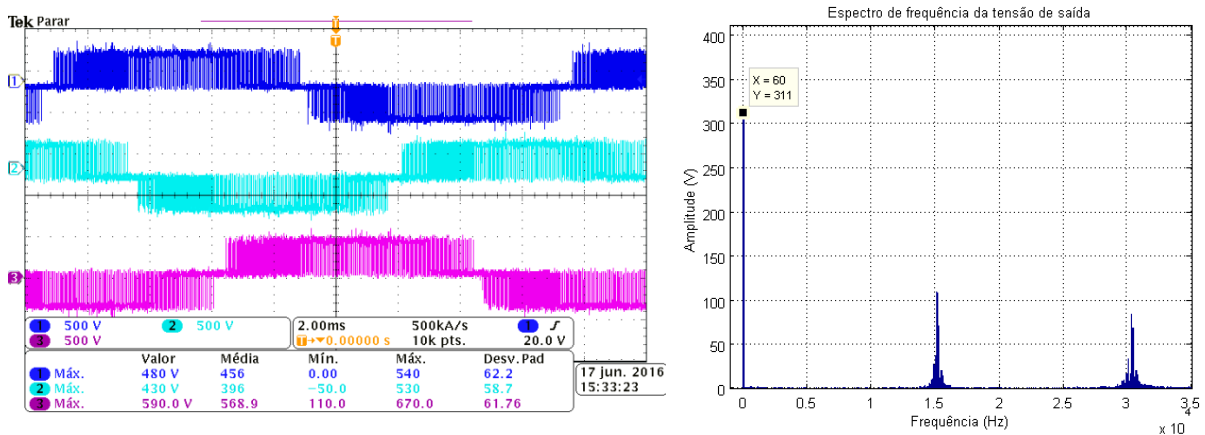 Tek Parar
T
T
1
2
3
1 500 V 2 500 V
3 500 V
2.00ms 500kA/s 1
T→▼0.00000 s 10k pts. 20.0 V
Valor Média Mín. Máx. Desv.Pad
1 Máx. 480 V 456 0.00 540 62.2
2 Máx. 430 V 396 −50.0 530 58.7
3 Máx. 590.0 V 568.9 110.0 670.0 61.76
17 jun. 2016
15:33:23
Espectro de frequência da tensão de saída
X = 60
Y = 311
Amplitude (V)
400
350
300
250
200
150
100
50
0
0 0.5 1 1.5 2 2.5 3 3.5
Frequência (Hz)
x 10